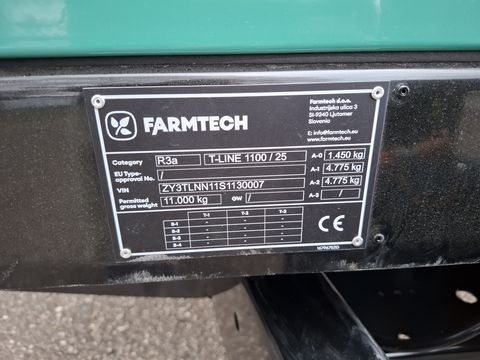 FARMTECH
Farmtech d.o.o.
Industrijska ulica 3
SI-9240 Ljutomer
Slovenia
E: info@farmtech.eu
www.farmtech.eu
Category R3a T-LINE 1100 / 25 A-0 1.450 kg
EU Type-approval No. / A-1 4.775 kg
VIN ZY3TLNN11S1130007 A-2 4.775 kg
Permitted gross weight 11.000 kg GW / A-3 /
T-1 T-2 T-3
B-1 - - -
B-2 - - -
B-3 - - -
B-4 - - -
CE